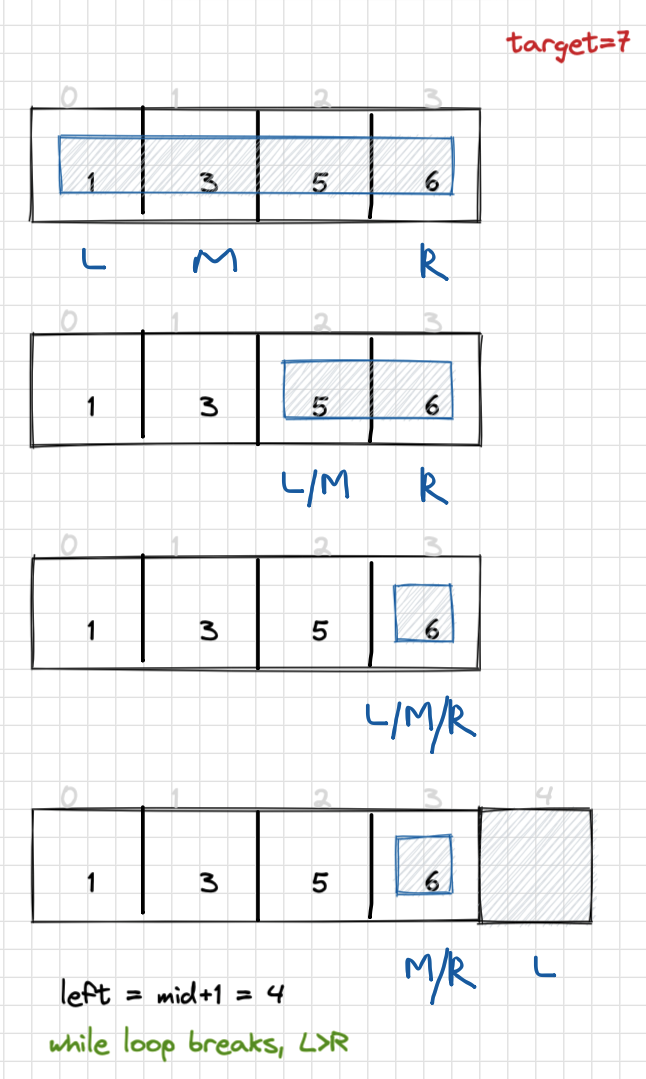 target=7
0 1 2 3
1 3 5 6
L M R
0 1 2 3
1 3 5 6
L/M R
0 1 2 3
1 3 5 6
L/M/R
0 1 2 3 4
1 3 5 6
M/R L
left = mid+1 = 4
while loop breaks, L>R